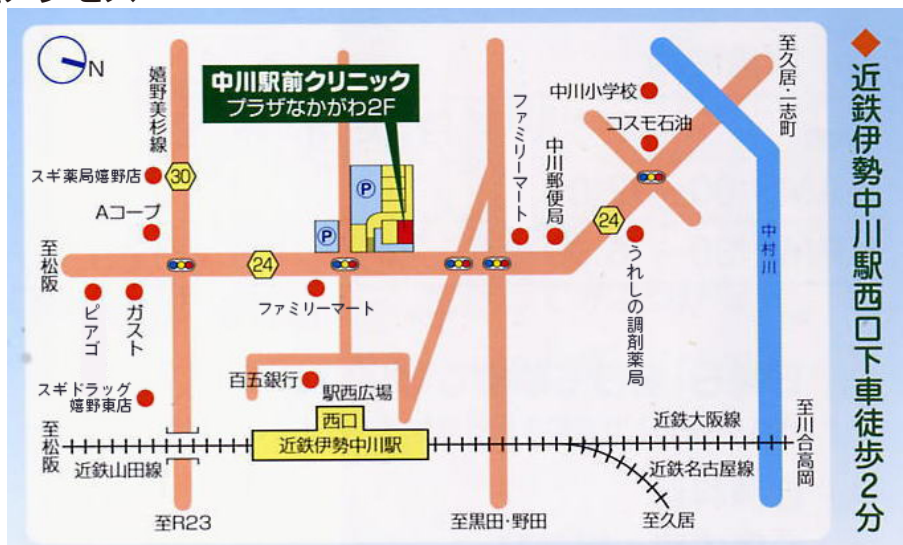 N
嬉野美杉線
中川駅前クリニック
プラザなかがわ2F
至久居・一志町
中川小学校
コスモ石油
ファミリーマート
中川郵便局
スギ薬局嬉野店
30
Aコープ
P
P
24
中村川
至松阪
24
うれしの調剤薬局
ピアゴ
ガスト
ファミリーマート
スギドラッグ
嬉野東店
百五銀行
駅西広場
西口
近鉄伊勢中川駅
至松阪
近鉄山田線
近鉄大阪線
近鉄名古屋線
至川合高岡
至R23
至黒田・野田
至久居
◆近鉄伊勢中川駅西口下車徒歩2分